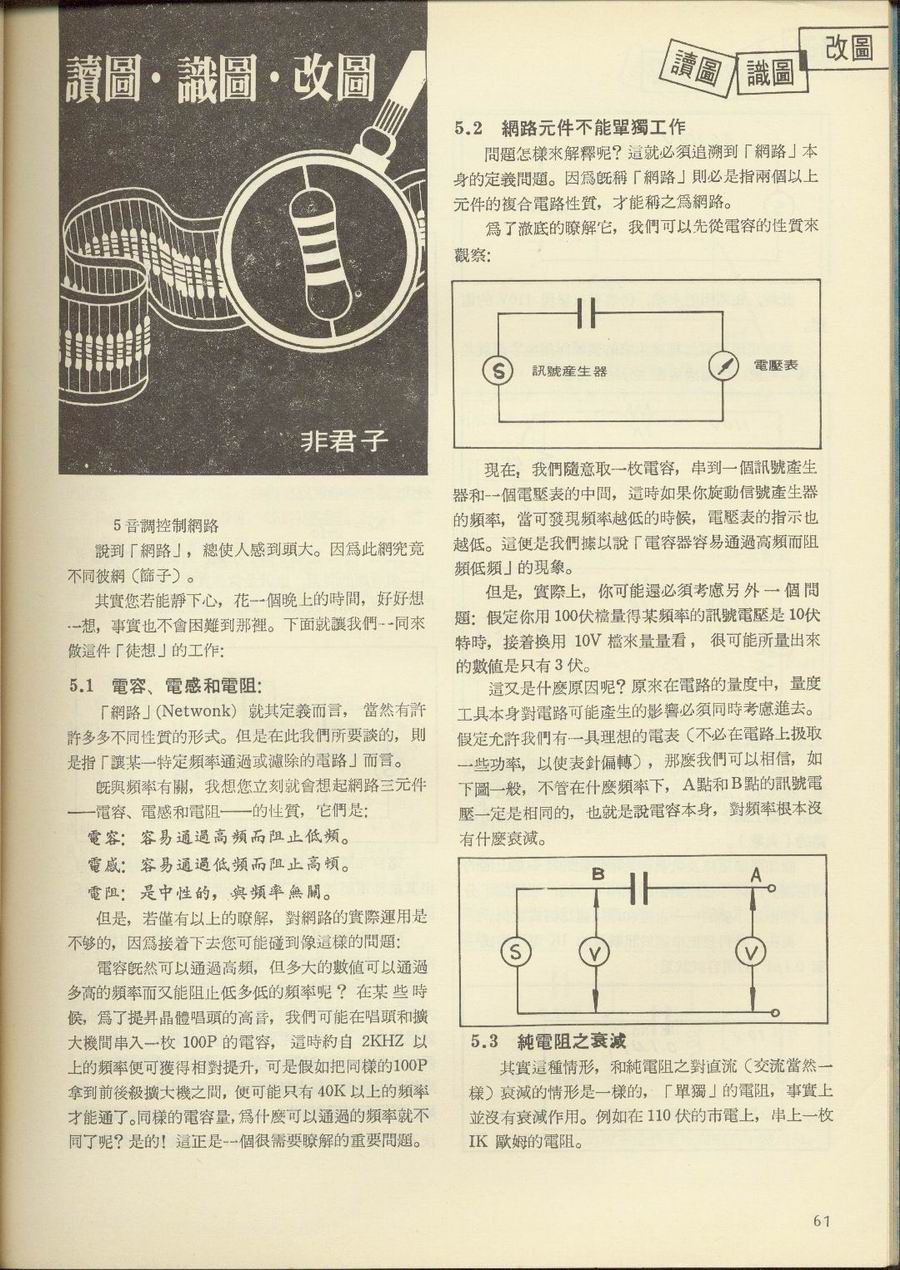 讀圖·識圖·改圖
非君子
5音調控制網路
說到「網路」，總使人感到頭大。因爲此網究竟
不同彼網（篩子）。
其實您若能靜下心，花一個晚上的時間，好好想
一想，事實也不會困難到那裡。下面就讓我們一同來
做這件「徒想」的工作：
5.1 電容、電感和電阻：
「網路」(Netwonk) 就其定義而言，當然有許
許多多不同性質的形式。但是在此我們所要談的，則
是指「讓某一特定頻率通過或濾除的電路」而言。
旣與頻率有關，我想您立刻就會想起網路三元件
——電容、電感和電阻——的性質，它們是：
電容：容易通過高頻而阻止低頻。
電感：容易通過低頻而阻止高頻。
電阻：是中性的，與頻率無關。
但是，若僅有以上的瞭解，對網路的實際運用是
不够的，因爲接着下去您可能碰到像這樣的問題：
電容旣然可以通過高頻，但多大的數値可以通過
多高的頻率而又能阻止低多低的頻率呢？在某些時
候，爲了提昇晶體唱頭的高音，我們可能在唱頭和擴
大機間串入一枚 100P 的電容，這時約自 2KHZ 以
上的頻率便可獲得相對提升，可是假如把同樣的100P
拿到前後級擴大機之間，便可能只有 40K 以上的頻率
才能通了。同樣的電容量，爲什麽可以通過的頻率就不
同了呢？是的！這正是一個很需要瞭解的重要問題。
讀圖 識圖 改圖
5.2 網路元件不能單獨工作
問題怎樣來解釋呢？這就必須追溯到「網路」本
身的定義問題。因爲旣稱「網路」則必是指兩個以上
元件的複合電路性質，才能稱之爲網路。
爲了澈底的瞭解它，我們可以先從電容的性質來
觀察：
S 訊號產生器 電壓表
現在，我們隨意取一枚電容，串到一個訊號產生
器和一個電壓表的中間，這時如果你旋動信號產生器
的頻率，當可發現頻率越低的時候，電壓表的指示也
越低。這便是我們據以說「電容器容易通過高頻而阻
頻低頻」的現象。
但是，實際上，你可能還必須考慮另外一個問
題：假定你用 100伏檔量得某頻率的訊號電壓是 10伏
特時，接着換用 10V 檔來量量看，很可能所量出來
的數値是只有 3 伏。
這又是什麽原因呢？原來在電路的量度中，量度
工具本身對電路可能產生的影響必須同時考慮進去。
假定允許我們有一具理想的電表（不必在電路上扱取
一些功率，以使表針偏轉），那麽我們可以相信，如
下圖一般，不管在什麽頻率下，A點和B點的訊號電
壓一定是相同的，也就是說電容本身，對頻率根本沒
有什麽衰減。
B A
S V V
5.3 純電阻之衰減
其實這種情形，和純電阻之對直流（交流當然一
樣）衰減的情形是一樣的，「單獨」的電阻，事實上
並沒有衰減作用。例如在 110 伏的市電上，串上一枚
IK 歐姆的電阻。
61